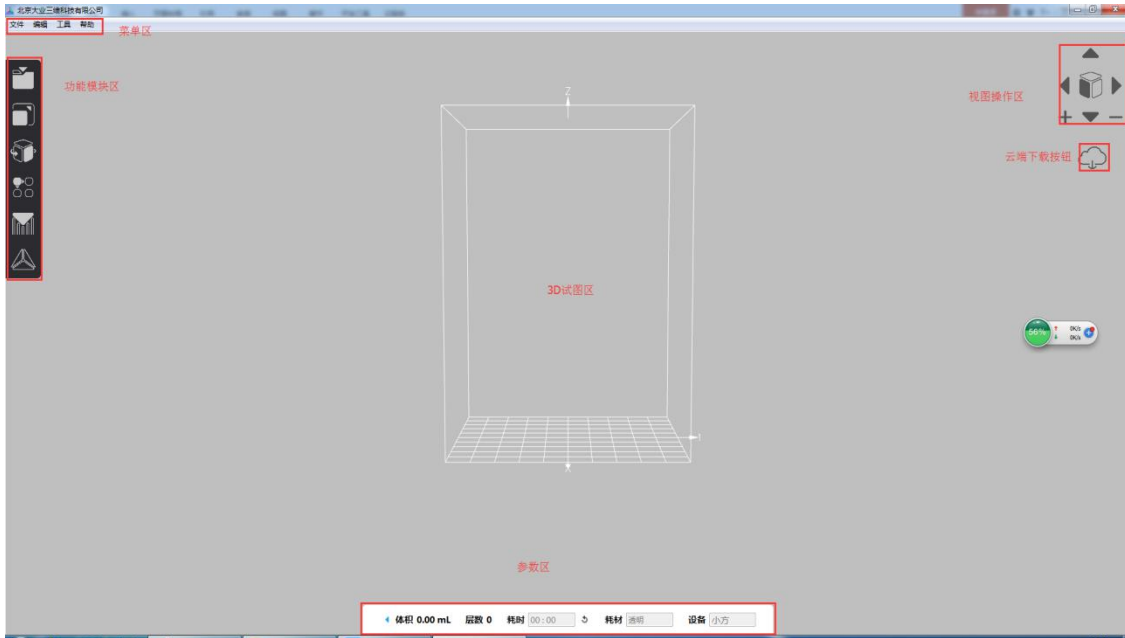 北京大业三维科技有限公司
文件 编辑 工具 帮助
菜单区
功能模块区
视图操作区
云端下载按钮
Z
3D试图区
56%
0K/s
0K/s
X
参数区
体积 0.00 mL 层数 0 耗时 00:00 耗材 透明 设备 小方